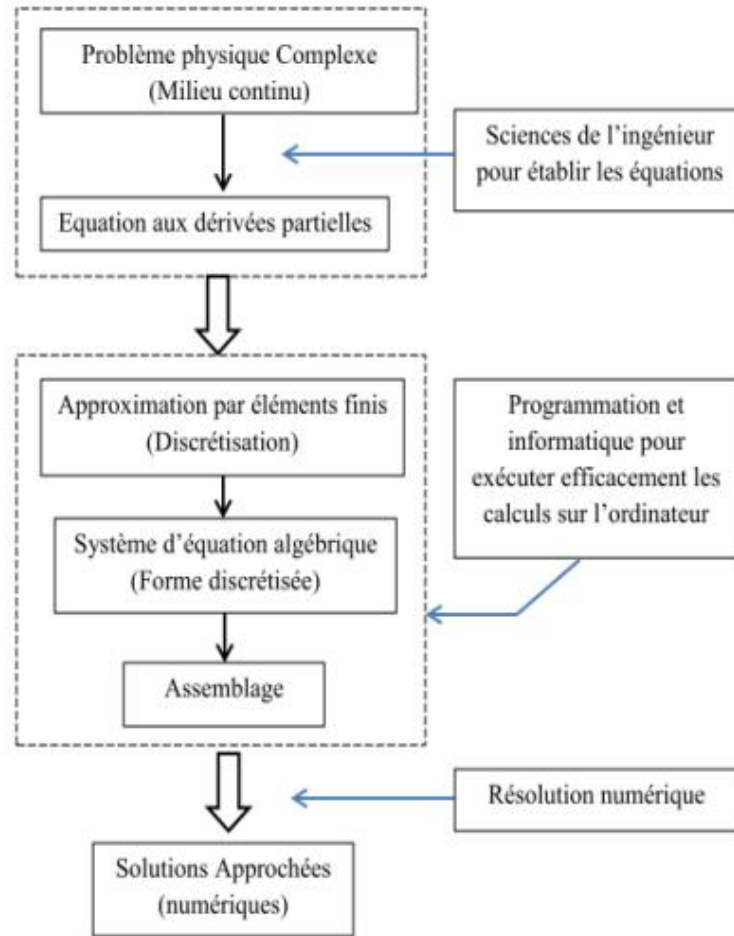 Problème physique Complexe
(Milieu continu)
Sciences de l'ingénieur
pour établir les équations
Equation aux dérivées partielles
Approximation par éléments finis
(Discrétisation)
Programmation et
informatique pour
exécuter efficacement les
calculs sur l'ordinateur
Système d'équation algébrique
(Forme discrétisée)
Assemblage
Résolution numérique
Solutions Approchées
(numériques)